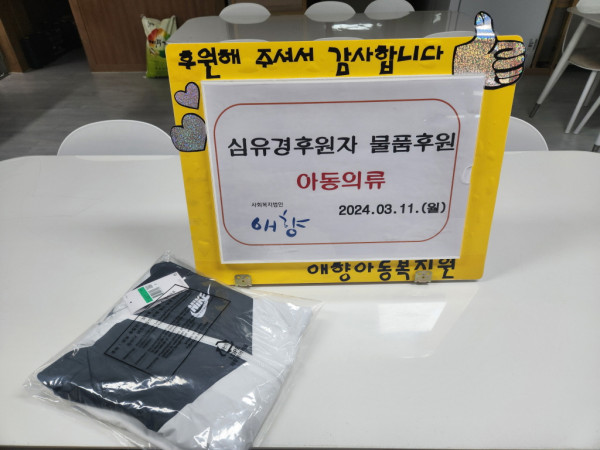 후원해 주셔서 감사합니다
심유경후원자 물품후원
아동의류
사회복지법인
애향
2024.03.11.(월)
애향아동복지원
NIKE